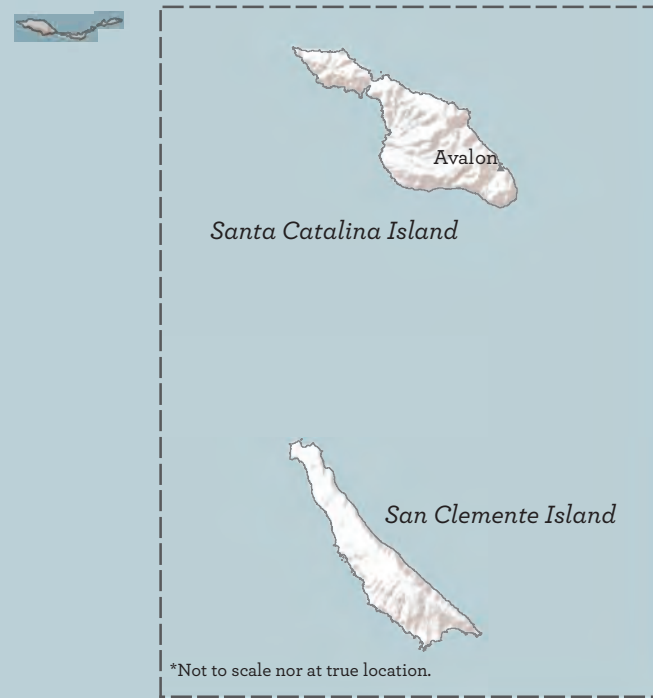 Avalon
Santa Catalina Island
San Clemente Island
*Not to scale nor at true location.